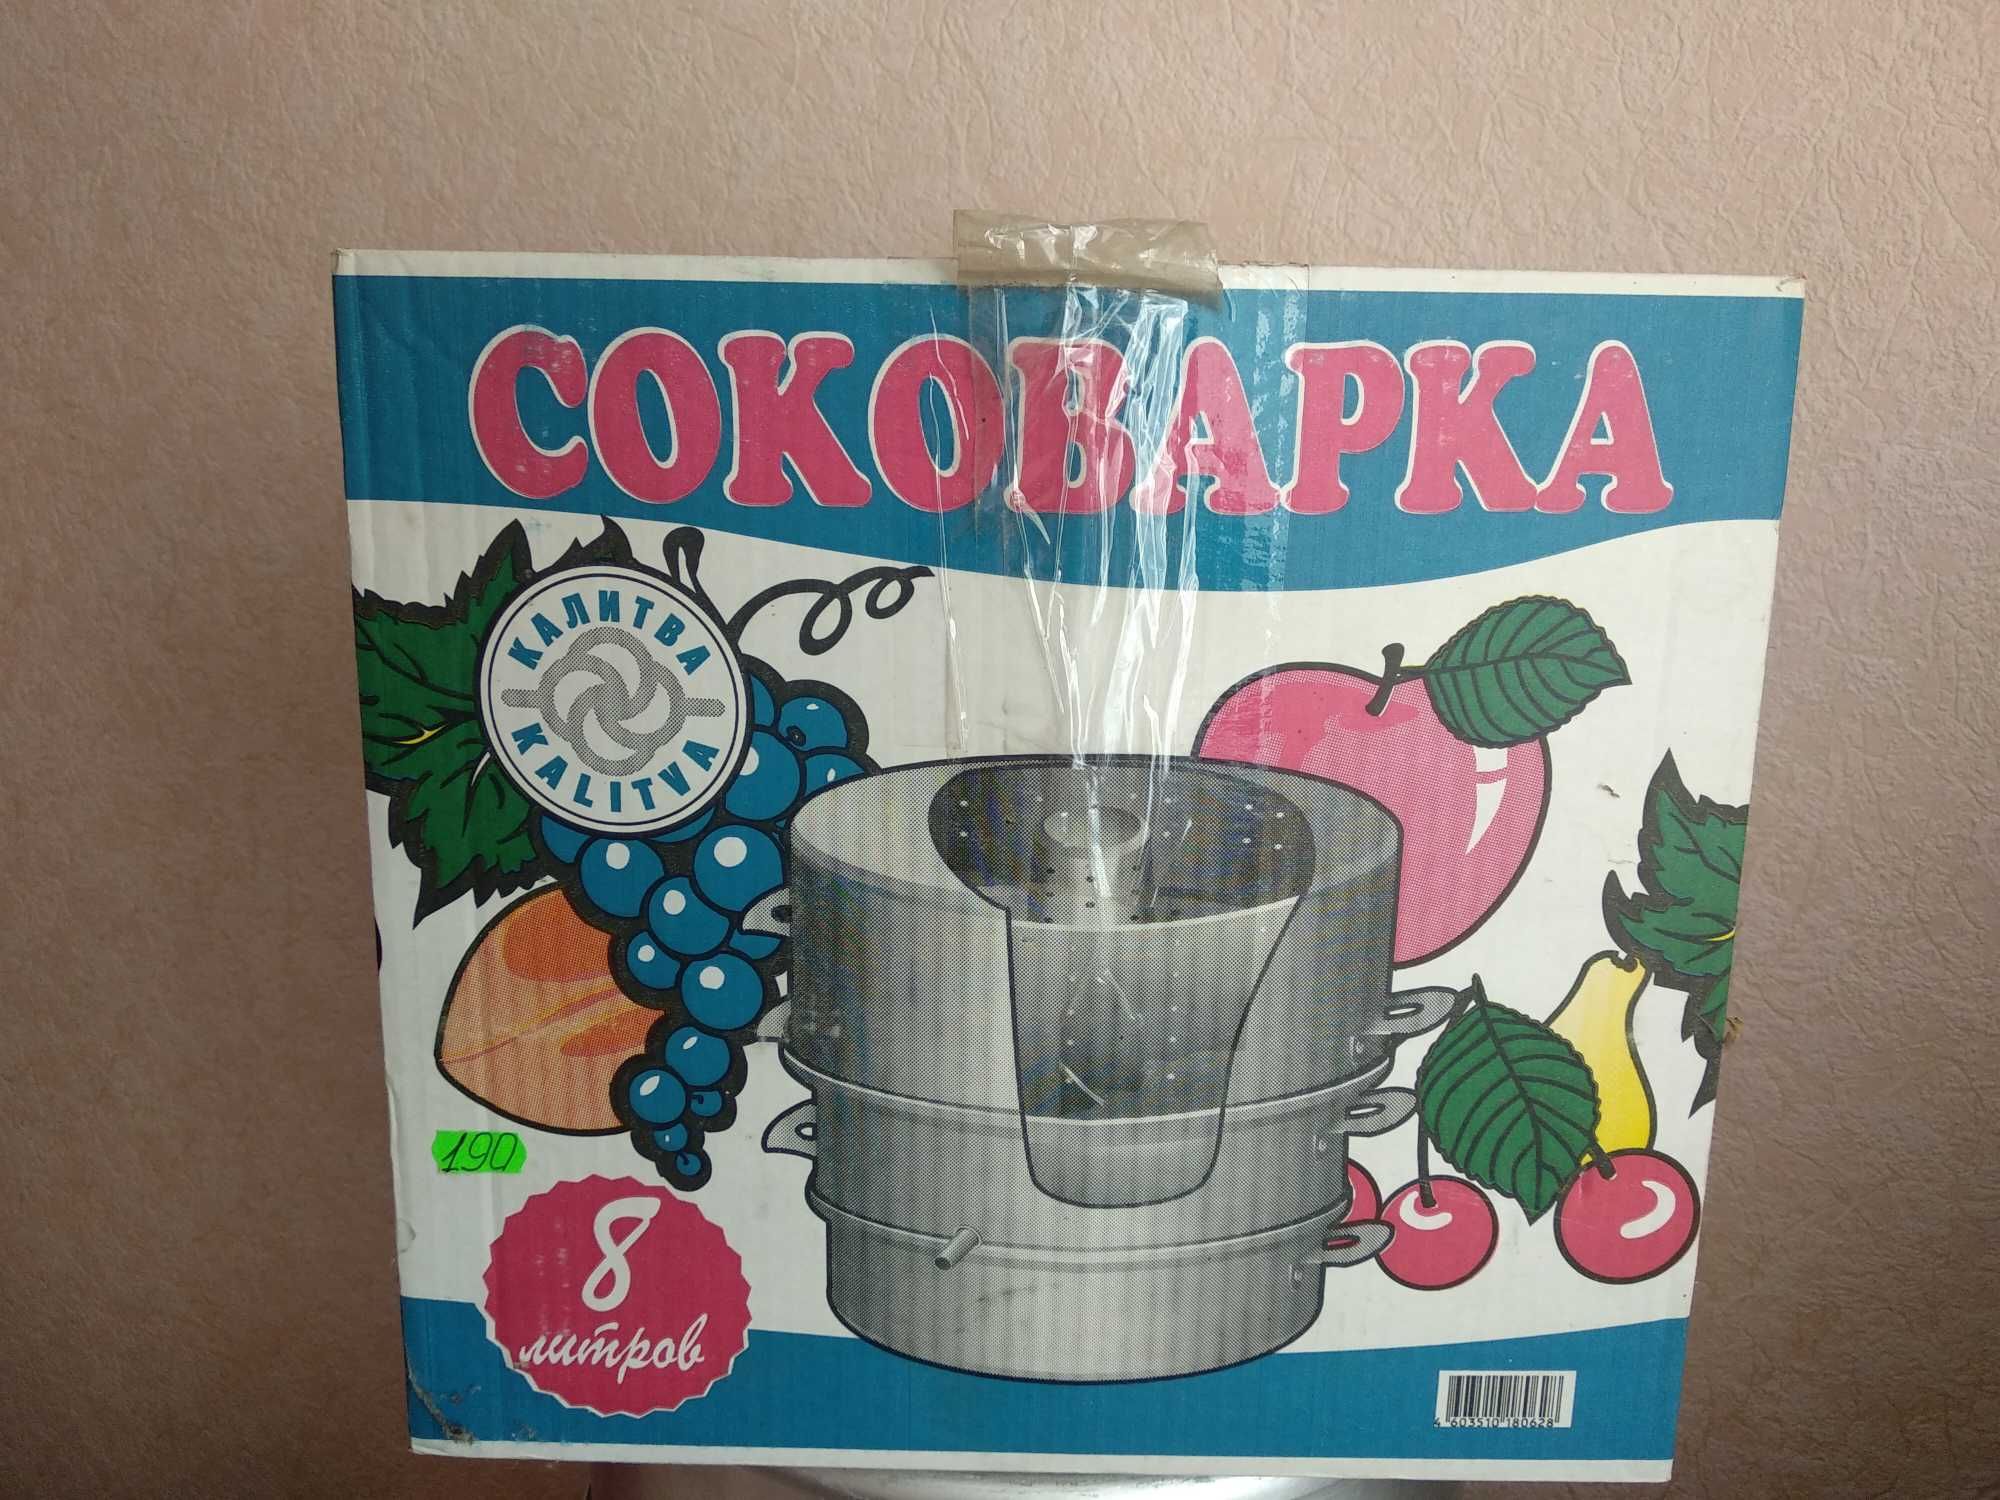 СОКОВАРКА
КАЛИТВА
KALITVA
190
8
литров
4 603510 180628